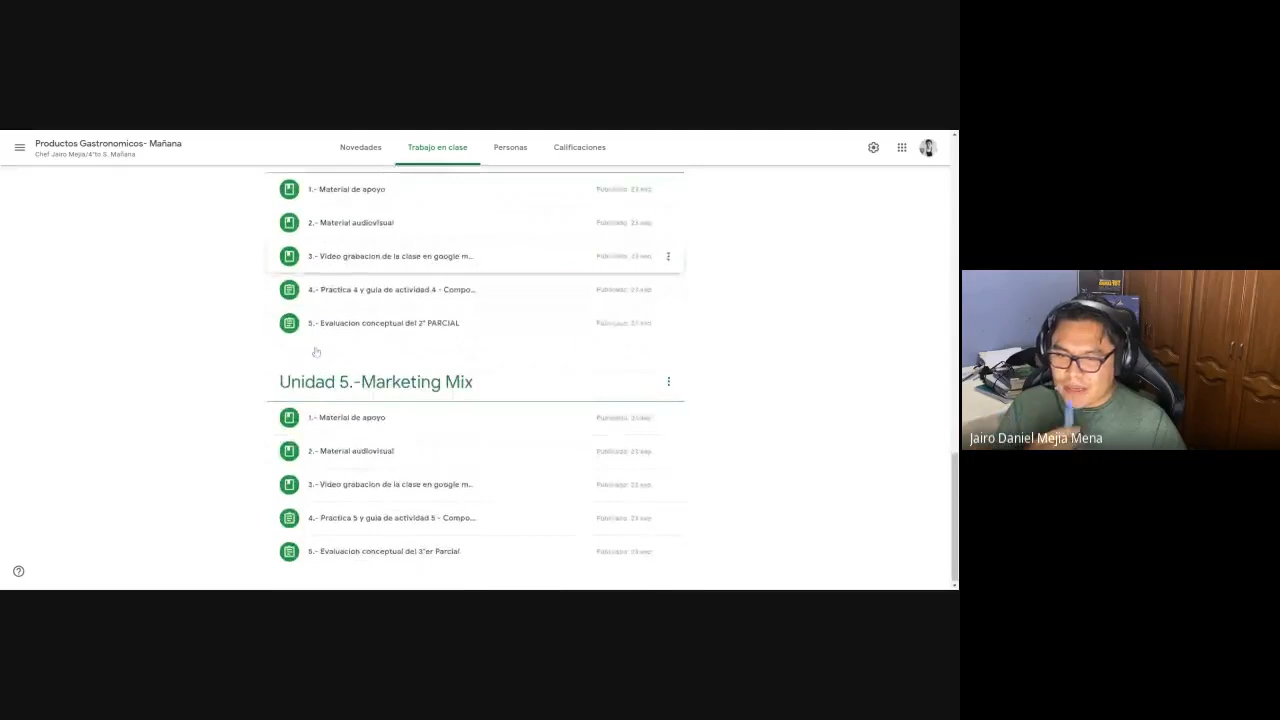 Productos Gastronomicos- Mañana
Chef Jairo Mejia/4°to S. Mañana
Novedades
Trabajo en clase
Personas
Calificaciones
1.- Material de apoyo
2.- Material audiovisual
3.- Video grabacion de la clase en google m...
4.- Practica 4 y guia de actividad 4 - Compo...
5.- Evaluacion conceptual del 2° PARCIAL
Unidad 5.-Marketing Mix
1.- Material de apoyo
2.- Material audiovisual
3.- Video grabacion de la clase en google m...
4.- Practica 5 y guia de actividad 5 - Compo...
5.- Evaluacion conceptual del 3°er Parcial
Jairo Daniel Mejia Mena